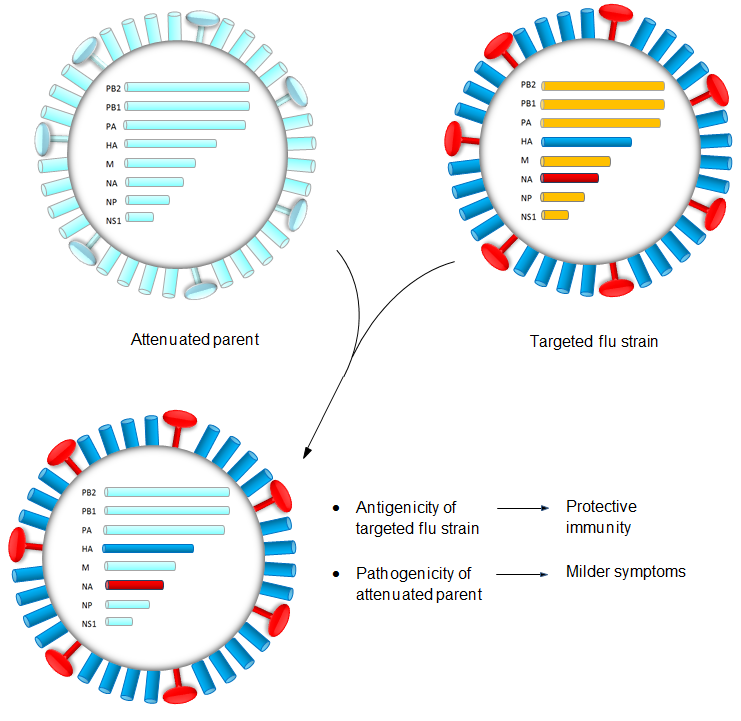 PB2
PB1
PA
HA
M
NA
NP
NS1
PB2
PB1
PA
HA
M
NA
NP
NS1
Attenuated parent
Targeted flu strain
PB2
PB1
PA
HA
M
NA
NP
NS1
• Antigenicity of
targeted flu strain
Protective
immunity
• Pathogenicity of
attenuated parent
Milder symptoms